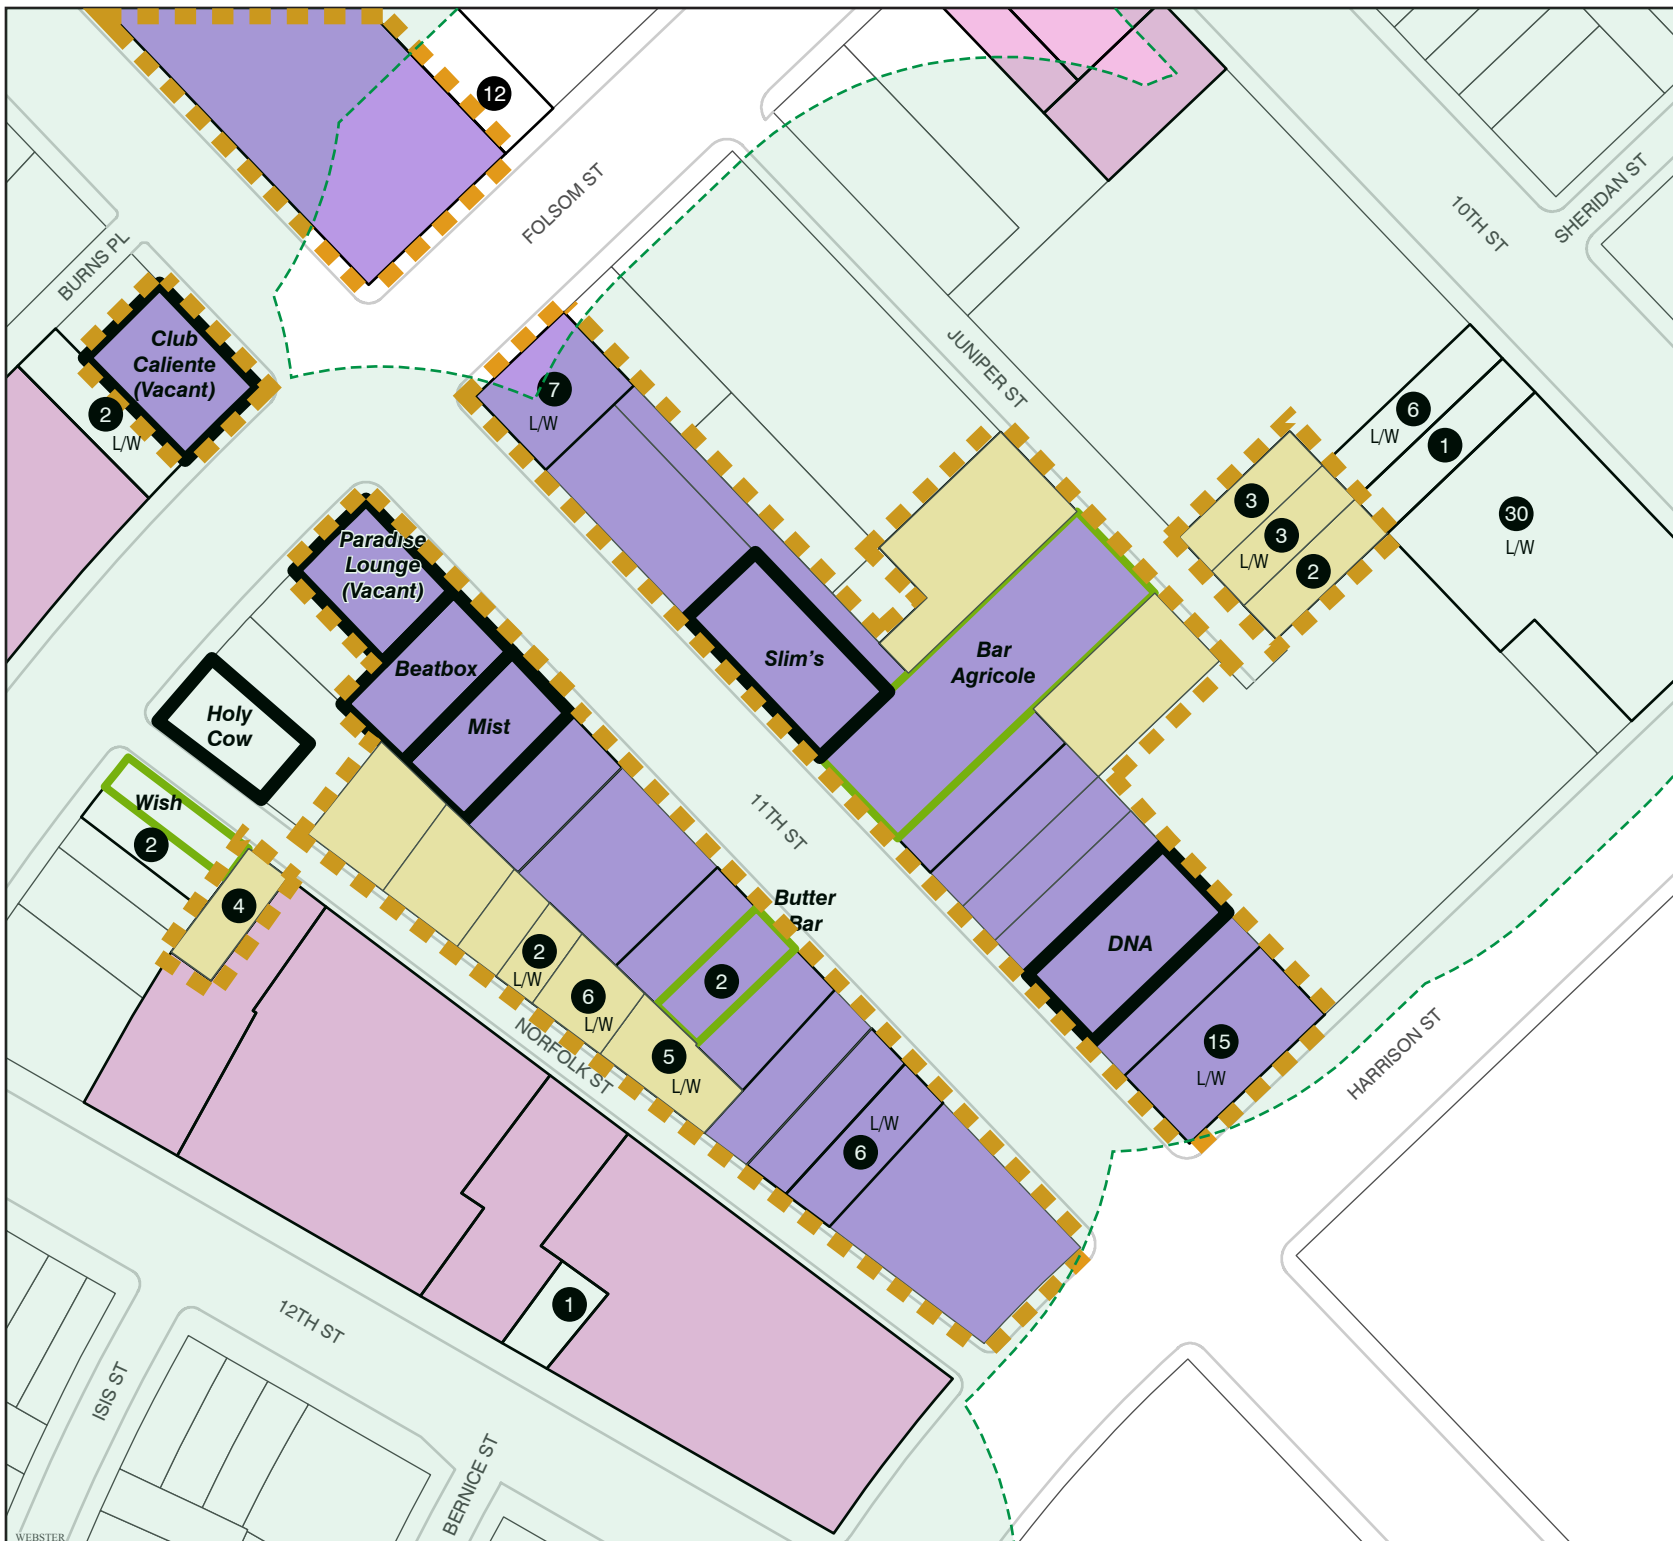 12
FOLSOM ST
10TH ST
SHERIDAN ST
BURNS PL
Club
Caliente
(Vacant)
2
L/W
7
L/W
JUNIPER ST
6
L/W
1
30
L/W
3
3
L/W
2
Paradise
Lounge
(Vacant)
Beatbox
Mist
Slim's
Bar
Agricole
Holy
Cow
Wish
2
4
11TH ST
Butter
Bar
2
DNA
2
L/W
6
L/W
5
L/W
NORFOLK ST
15
L/W
HARRISON ST
L/W
6
1
12TH ST
ISIS ST
BERNICE ST
WEBSTER